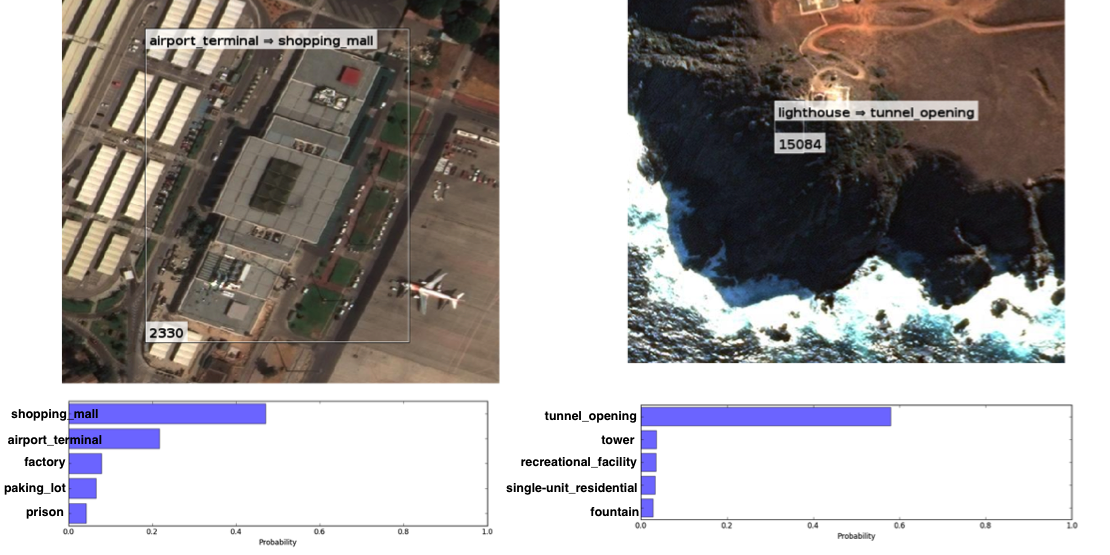 airport_terminal ⇒ shopping_mall
2330
lighthouse ⇒ tunnel_opening
15084
shopping_mall
airport_terminal
factory
paking_lot
prison
0.0 0.2 0.4 0.6 0.8 1.0
Probability
tunnel_opening
tower
recreational_facility
single-unit_residential
fountain
0.0 0.2 0.4 0.6 0.8 1.0
Probability